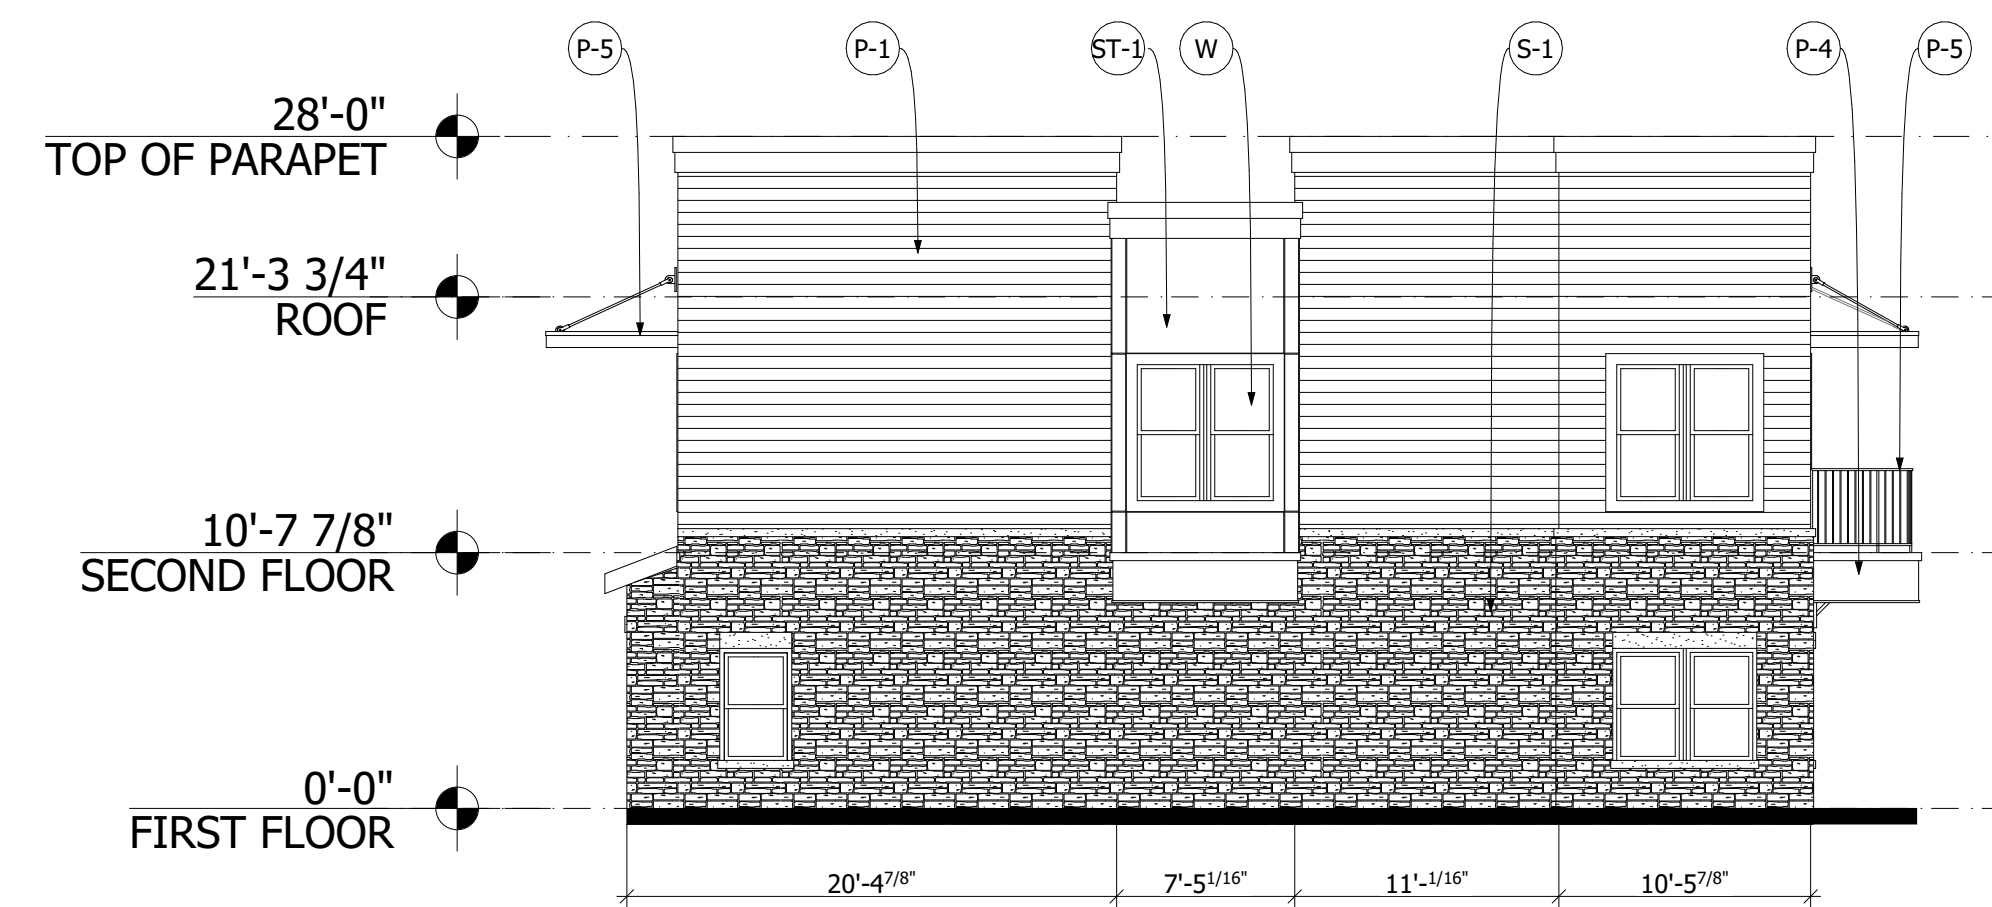 P-5 P-1 ST-1 W S-1 P-4 P-5
28'-0"
TOP OF PARAPET
21'-3 3/4"
ROOF
10'-7 7/8"
SECOND FLOOR
0'-0"
FIRST FLOOR
20'-4 7/8" 7'-5 1/16" 11'-1/16" 10'-5 7/8"